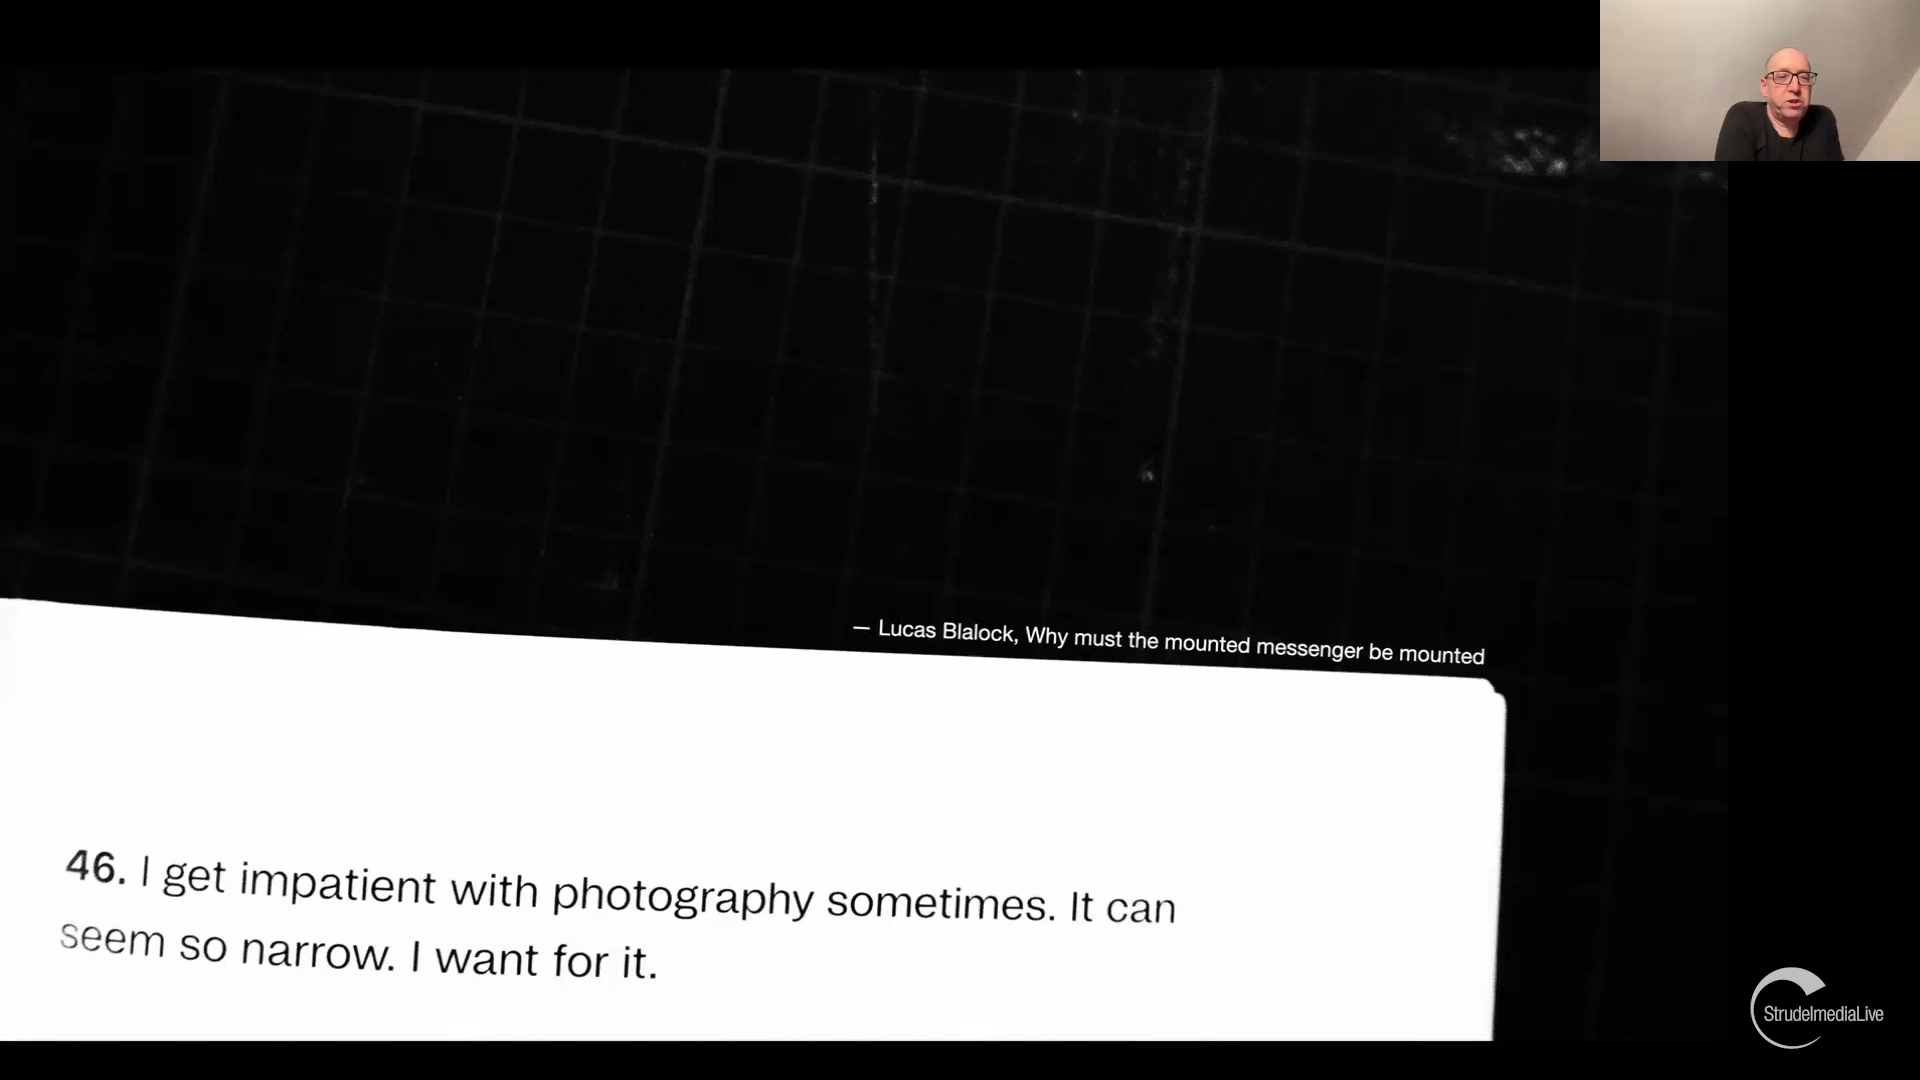 — Lucas Blalock, Why must the mounted messenger be mounted
46. I get impatient with photography sometimes. It can
seem so narrow. I want for it.
StrudelmediaLive